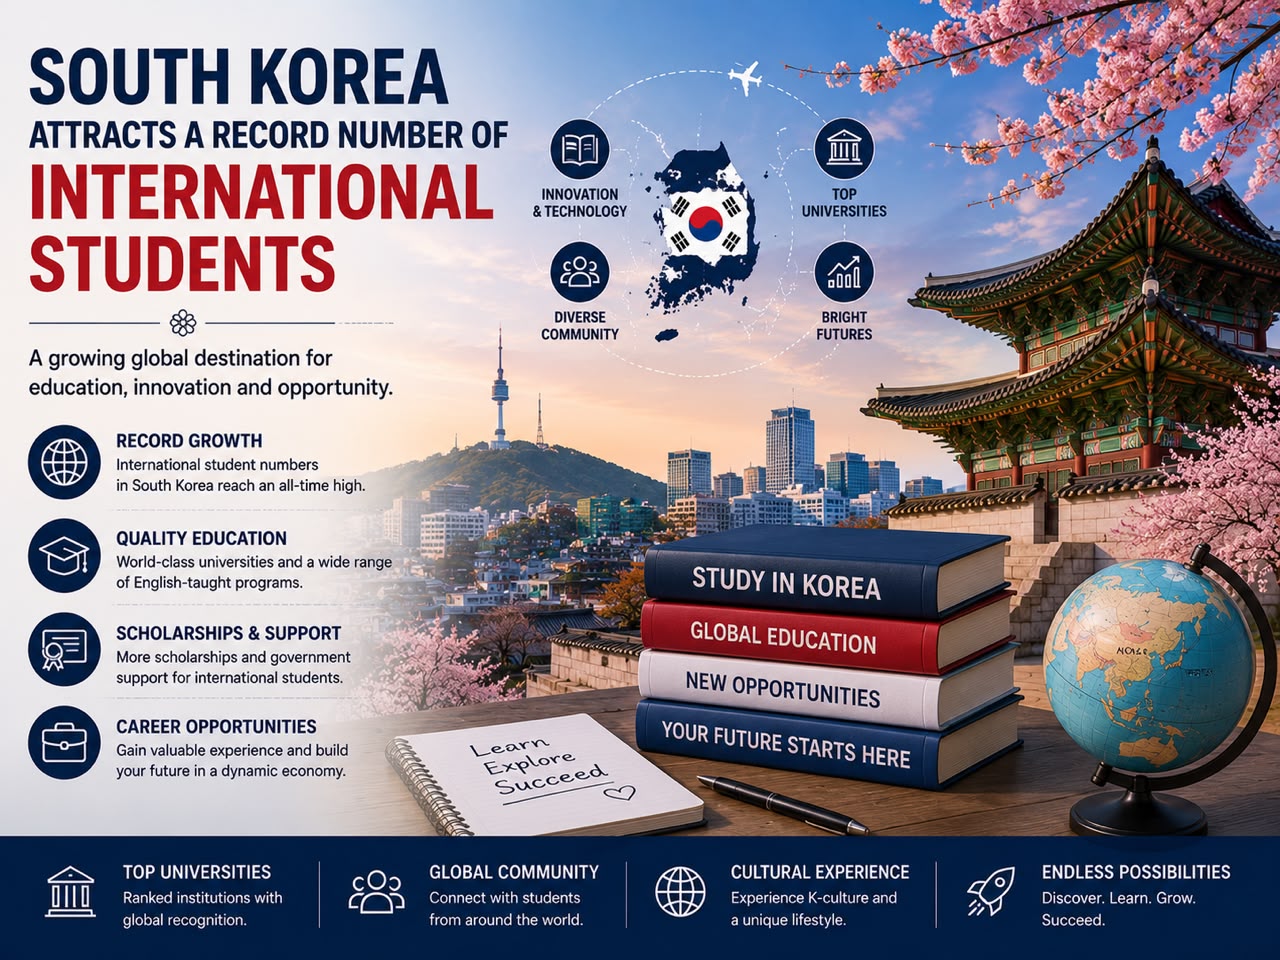 SOUTH KOREA
ATTRACTS A RECORD NUMBER OF
INTERNATIONAL
STUDENTS
A growing global destination for
education, innovation and opportunity.
RECORD GROWTH
International student numbers
in South Korea reach an all-time high.
QUALITY EDUCATION
World-class universities and a wide range
of English-taught programs.
SCHOLARSHIPS & SUPPORT
More scholarships and government
support for international students.
CAREER OPPORTUNITIES
Gain valuable experience and build
your future in a dynamic economy.
INNOVATION
& TECHNOLOGY
TOP
UNIVERSITIES
DIVERSE
COMMUNITY
BRIGHT
FUTURES
STUDY IN KOREA
GLOBAL EDUCATION
NEW OPPORTUNITIES
YOUR FUTURE STARTS HERE
Learn
Explore
Succeed
TOP UNIVERSITIES
Ranked institutions with
global recognition.
GLOBAL COMMUNITY
Connect with students
from around the world.
CULTURAL EXPERIENCE
Experience K-culture and
a unique lifestyle.
ENDLESS POSSIBILITIES
Discover. Learn. Grow.
Succeed.